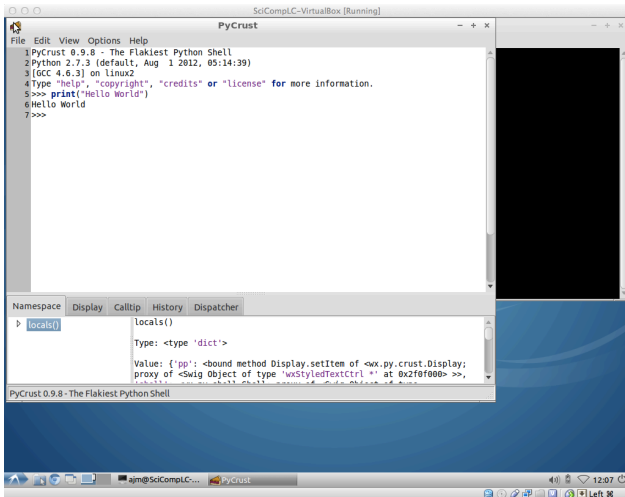 SciCompLC-VirtualBox [Running]
PyCrust
File Edit View Options Help
1 PyCrust 0.9.8 - The Flakiest Python Shell
2 Python 2.7.3 (default, Aug  1 2012, 05:14:39)
3 [GCC 4.6.3] on linux2
4 Type "help", "copyright", "credits" or "license" for more information.
5 >>> print("Hello World")
6 Hello World
7 >>>
Namespace Display Calltip History Dispatcher
locals()
locals()
Type: <type 'dict'>
Value: {'pp': <bound method Display.setItem of <wx.py.crust.Display;
proxy of <Swig Object of type 'wxStyledTextCtrl *' at 0x2f0f000> >>,
PyCrust 0.9.8 - The Flakiest Python Shell
ajm@SciCompLC-... PyCrust 12:07
Left ⌘